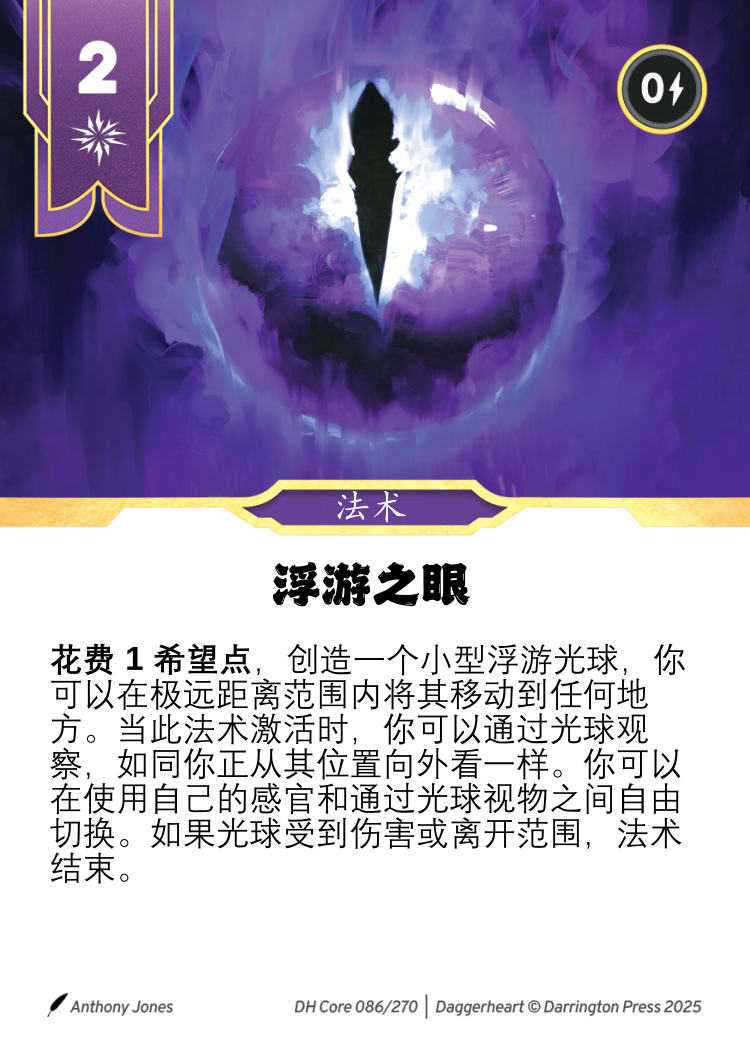 2
0
法术
浮游之眼
花费 1 希望点，创造一个小型浮游光球，你
可以在极远距离范围内将其移动到任何地
方。当此法术激活时，你可以通过光球观
察，如同你正从其位置向外看一样。你可以
在使用自己的感官和通过光球视物之间自由
切换。如果光球受到伤害或离开范围，法术
结束。
Anthony Jones
DH Core 086/270 | Daggerheart © Darrington Press 2025